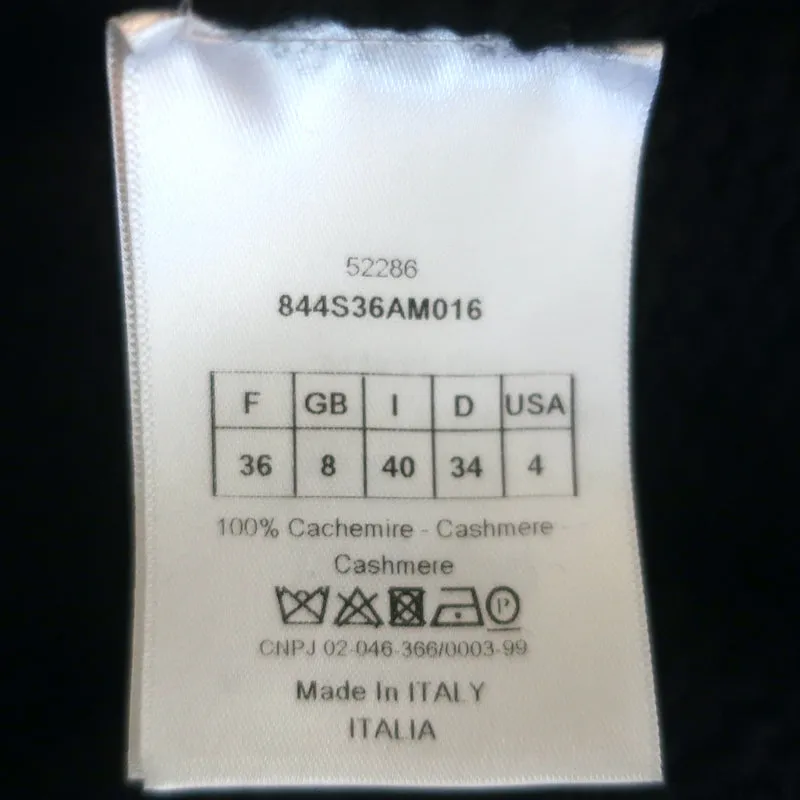 52286
844S36AM016
F GB I D USA
36 8 40 34 4
100% Cachemire - Cashmere
Cashmere
P
CNPJ 02-046-366/0003-99
Made In ITALY
ITALIA